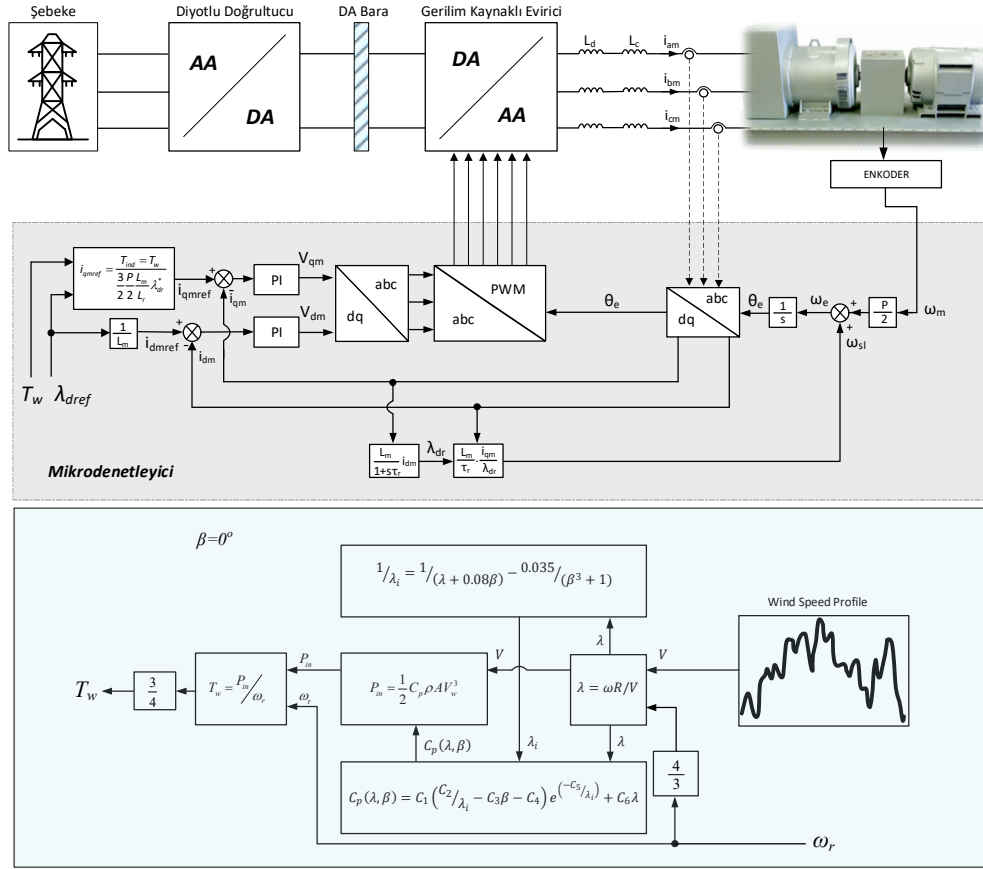 Şebeke
Diyotlu Doğrultucu
DA Bara
Gerilim Kaynaklı Evirici
AA
DA
DA
AA
L_d
L_c
i_am
i_bm
i_cm
ENKODER
i_qmref = T_ind = T_w / (3/2 P/2 L_m/L_r λ*_dr)
i_qmref
+
-
i_qm
PI
V_qm
1/L_m
i_dmref
+
-
i_dm
PI
V_dm
abc
dq
PWM
abc
θ_e
abc
dq
θ_e
1/s
ω_e
+
+
P/2
ω_m
ω_sl
T_w
λ_dref
L_m/(1+sτ_r) i_dm
λ_dr
L_m/τ_r · i_qm/λ_dr
Mikrodenetleyici
β=0°
1/λ_i = 1/(λ + 0.08β) − 0.035/(β³ + 1)
Wind Speed Profile
λ
V
V
P_in
T_w
3/4
T_w = P_in/ω_r
ω_r
P_in = 1/2 C_p ρ A V_w³
λ = ωR/V
C_p(λ, β)
λ_i
λ
4/3
C_p(λ, β) = C_1 (C_2/λ_i − C_3β − C_4) e^(−C_5/λ_i) + C_6λ
ω_r